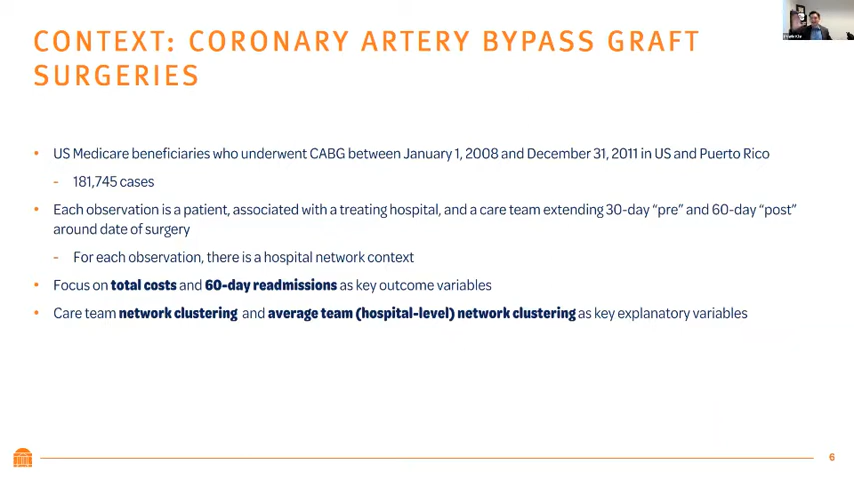 CONTEXT: CORONARY ARTERY BYPASS GRAFT
SURGERIES
• US Medicare beneficiaries who underwent CABG between January 1, 2008 and December 31, 2011 in US and Puerto Rico
- 181,745 cases
• Each observation is a patient, associated with a treating hospital, and a care team extending 30-day “pre” and 60-day “post”
around date of surgery
- For each observation, there is a hospital network context
• Focus on total costs and 60-day readmissions as key outcome variables
• Care team network clustering and average team (hospital-level) network clustering as key explanatory variables
6